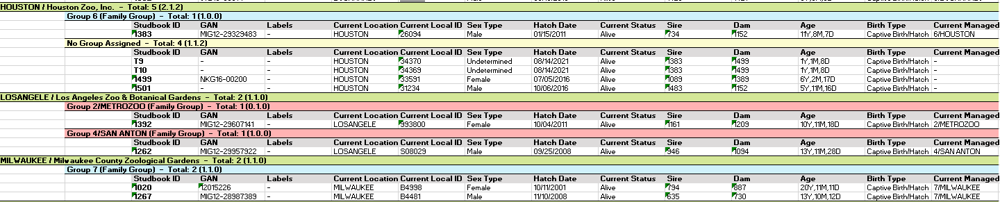 HOUSTON / Houston Zoo, Inc. - Total: 5 (2.1.2)
Group 6 (Family Group) - Total: 1 (1.0.0)
Studbook ID GAN Labels Current Location Current Local ID Sex Type Hatch Date Current Status Sire Dam Age Birth Type Current Managed
1383 MIG12-29329483 - HOUSTON 26094 Male 01/15/2011 Alive 734 1152 11Y,8M,7D Captive Birth/Hatch 6/HOUSTON
No Group Assigned - Total: 4 (1.1.2)
Studbook ID GAN Labels Current Location Current Local ID Sex Type Hatch Date Current Status Sire Dam Age Birth Type Current Managed
T9 - - HOUSTON 34370 Undetermined 08/14/2021 Alive 1383 1499 1Y,1M,8D Captive Birth/Hatch -
T10 - - HOUSTON 34369 Undetermined 08/14/2021 Alive 1383 1499 1Y,1M,8D Captive Birth/Hatch -
1499 NKG16-00200 - HOUSTON 33591 Female 07/05/2016 Alive 1089 1389 6Y,2M,17D Captive Birth/Hatch -
1501 - - HOUSTON 31234 Male 10/06/2016 Alive 1483 1152 5Y,11M,16D Captive Birth/Hatch -
LOSANGELE / Los Angeles Zoo & Botanical Gardens - Total: 2 (1.1.0)
Group 2/METROZOO (Family Group) - Total: 1 (0.1.0)
Studbook ID GAN Labels Current Location Current Local ID Sex Type Hatch Date Current Status Sire Dam Age Birth Type Current Managed
1392 MIG12-29607141 - LOSANGELE 993800 Female 10/04/2011 Alive 1161 1209 10Y,11M,18D Captive Birth/Hatch 2/METROZOO
Group 4/SAN ANTON (Family Group) - Total: 1 (1.0.0)
Studbook ID GAN Labels Current Location Current Local ID Sex Type Hatch Date Current Status Sire Dam Age Birth Type Current Managed
1262 MIG12-29957922 - LOSANGELE S08029 Male 09/25/2008 Alive 946 1094 13Y,11M,28D Captive Birth/Hatch 4/SAN ANTON
MILWAUKEE / Milwaukee County Zoological Gardens - Total: 2 (1.1.0)
Group 7 (Family Group) - Total: 2 (1.1.0)
Studbook ID GAN Labels Current Location Current Local ID Sex Type Hatch Date Current Status Sire Dam Age Birth Type Current Managed
1020 12015226 - MILWAUKEE B4998 Female 10/11/2001 Alive 794 887 20Y,11M,11D Captive Birth/Hatch 7/MILWAUKEE
1267 MIG12-28987389 - MILWAUKEE B4481 Male 11/10/2008 Alive 635 730 13Y,10M,12D Captive Birth/Hatch 7/MILWAUKEE